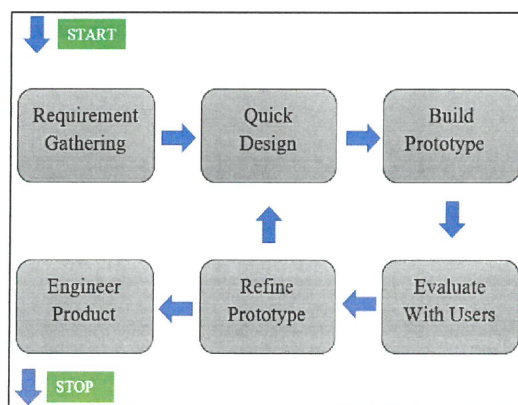 START
Requirement
Gathering
Quick
Design
Build
Prototype
Engineer
Product
Refine
Prototype
Evaluate
With Users
STOP